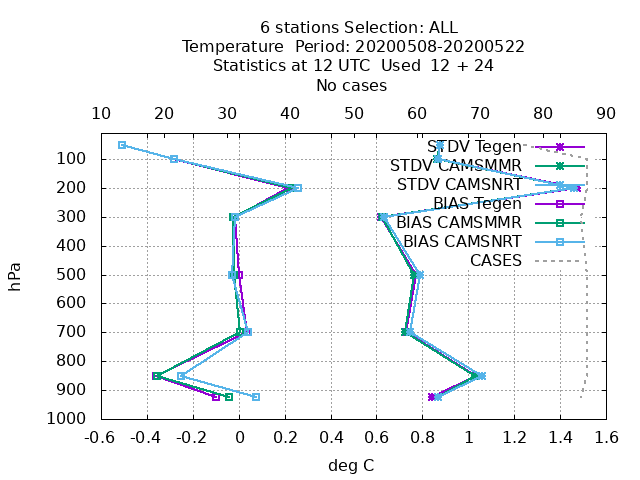 6 stations Selection: ALL
Temperature  Period: 20200508-20200522
Statistics at 12 UTC  Used  12 + 24
No cases
10 20 30 40 50 60 70 80 90
STDV Tegen
STDV CAMSMMR
STDV CAMSNRT
BIAS Tegen
BIAS CAMSMMR
BIAS CAMSNRT
CASES
100
200
300
400
500
600
700
800
900
1000
hPa
-0.6 -0.4 -0.2 0 0.2 0.4 0.6 0.8 1 1.2 1.4 1.6
deg C